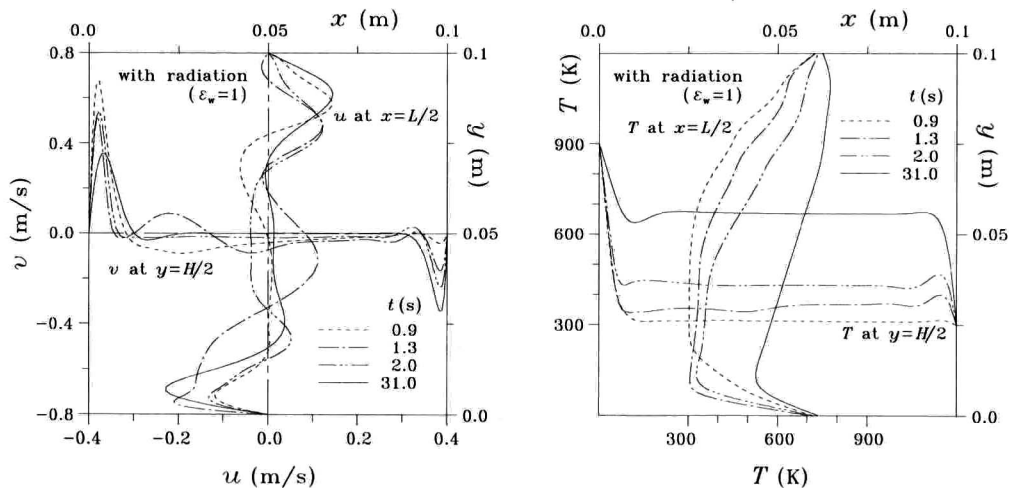 x (m)
0.0 0.05 0.1
0.8 0.4 0.0 −0.4 −0.8
v (m/s)
with radiation
(εw=1)
u at x=L/2
v at y=H/2
t(s)
0.9
1.3
2.0
31.0
0.1 0.05 0.0
y (m)
−0.4 −0.2 0.0 0.2 0.4
u (m/s)
x (m)
0.0 0.05 0.1
T (K)
900 600 300
with radiation
(εw=1)
T at x=L/2
t(s)
0.9
1.3
2.0
31.0
T at y=H/2
0.1 0.05 0.0
y (m)
300 600 900
T (K)